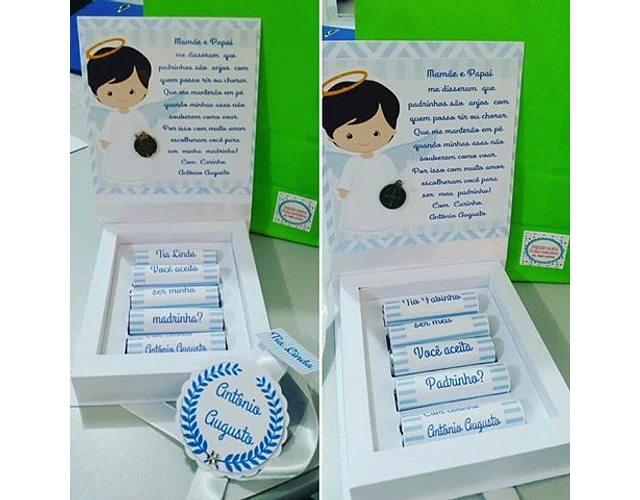 Mamãe e Papai
me disseram que
padrinhos são anjos com
quem posso rir ou chorar.
Que me manterão em pé
quando minhas asas não
souberem como voar.
Por isso com muito amor
escolheram você para
ser minha madrinha!
Com Carinho
Antônio Augusto
Tia Linda
Você aceita
ser minha
madrinha?
Antônio Augusto
Tia Linda
Antônio
Augusto
Mamãe e Papai
me disseram que
padrinhos são anjos com
quem posso rir ou chorar.
Que me manterão em pé
quando minhas asas não
souberem como voar.
Por isso com muito amor
escolheram você para
ser meu padrinho!
Com Carinho
Antônio Augusto
Tio Fabinho
ser meu
Você aceita
Padrinho?
Com Carinho
Antônio Augusto